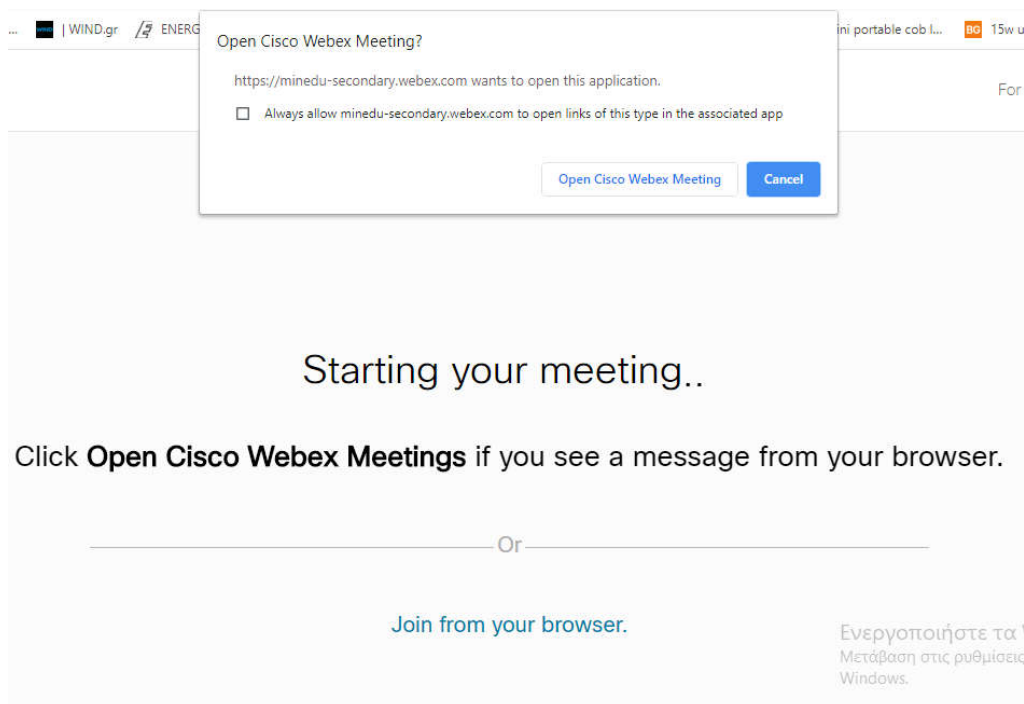 ... WIND | WIND.gr ENERG ini portable cob l... BG 15w u
Open Cisco Webex Meeting?
https://minedu-secondary.webex.com wants to open this application.
For
Always allow minedu-secondary.webex.com to open links of this type in the associated app
Open Cisco Webex Meeting Cancel
Starting your meeting..
Click Open Cisco Webex Meetings if you see a message from your browser.
Or
Join from your browser.
Ενεργοποιήστε τα
Μετάβαση στις ρυθμίσεις
Windows.